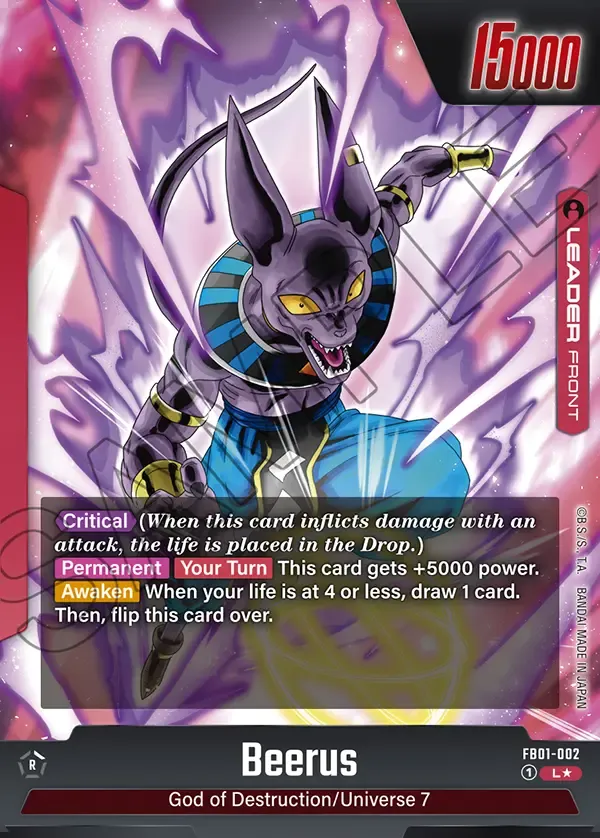 15000
LEADER FRONT
Critical (When this card inflicts damage with an
attack, the life is placed in the Drop.)
Permanent Your Turn This card gets +5000 power.
Awaken When your life is at 4 or less, draw 1 card.
Then, flip this card over.
©B.S./S., T.A. BANDAI MADE IN JAPAN
SAMPLE
R
Beerus
FB01-002
1 L★
God of Destruction/Universe 7